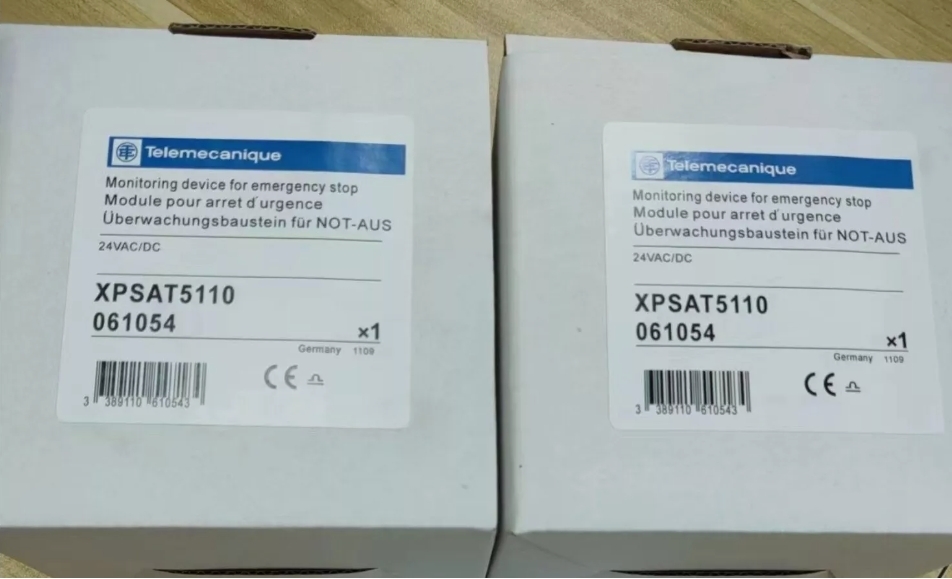 Telemecanique
Monitoring device for emergency stop
Module pour arret d'urgence
Überwachungsbaustein für NOT-AUS
24VAC/DC
XPSAT5110
061054
x1
Germany 1109
CE
3 389110 610543
Telemecanique
Monitoring device for emergency stop
Module pour arret d'urgence
Überwachungsbaustein für NOT-AUS
24VAC/DC
XPSAT5110
061054
x1
Germany 1109
CE
3 389110 610543